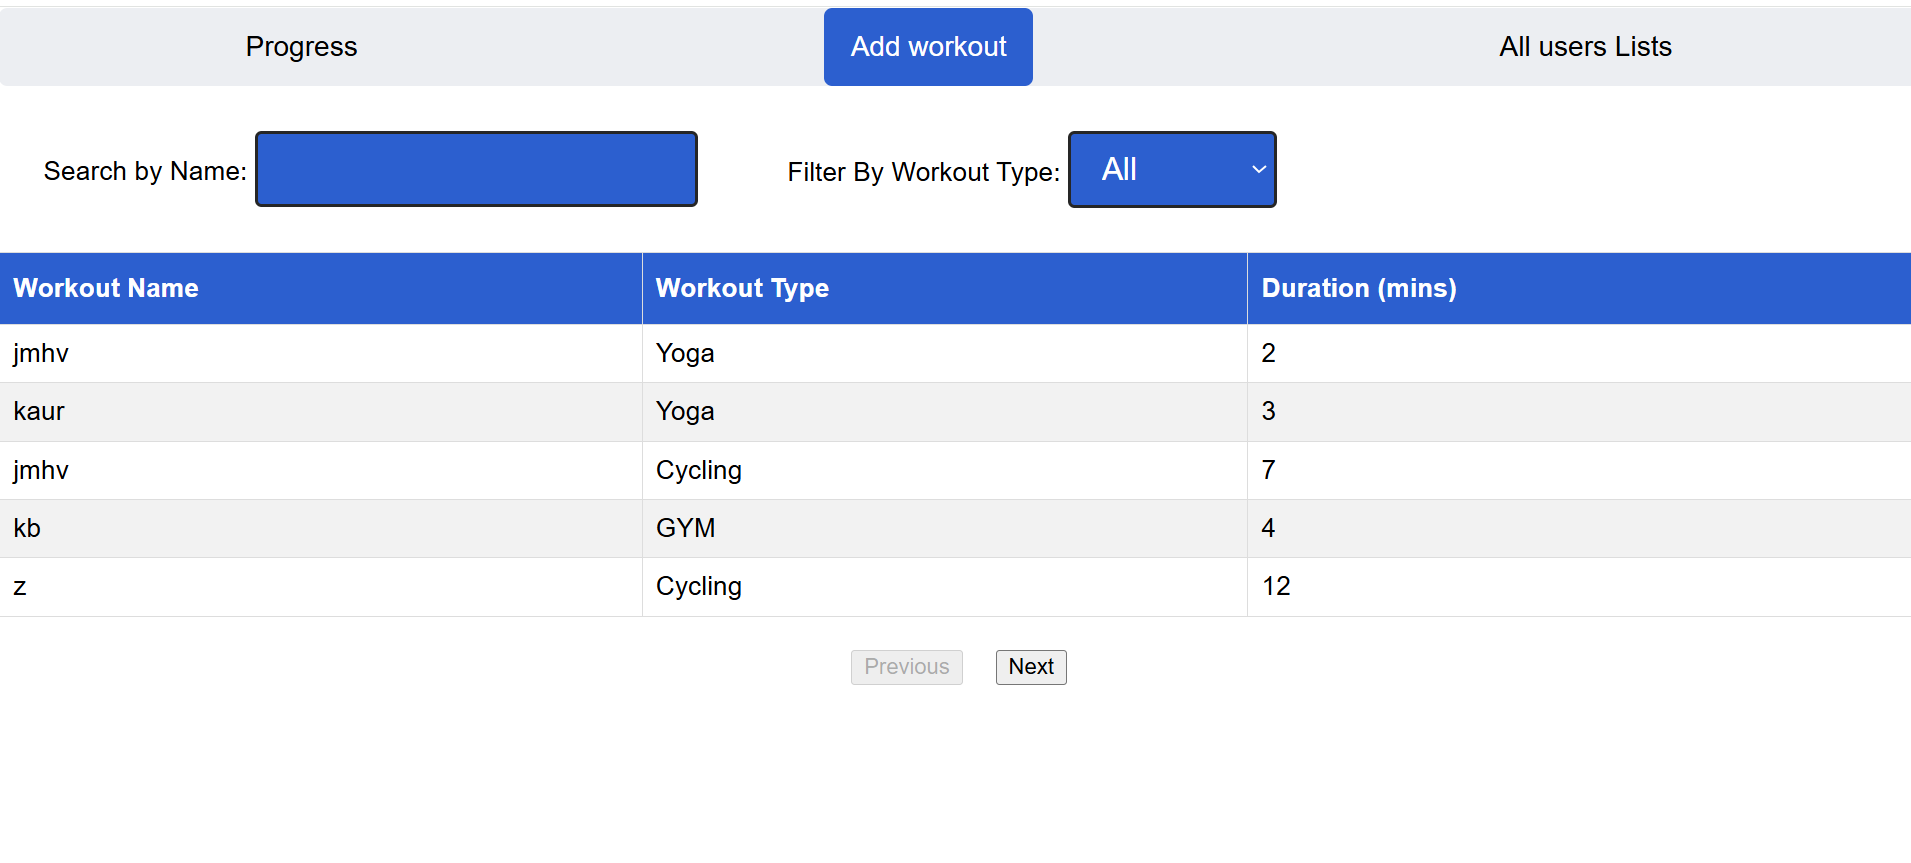 Progress Add workout All users Lists
Search by Name: Filter By Workout Type: All
Workout Name Workout Type Duration (mins)
jmhv Yoga 2
kaur Yoga 3
jmhv Cycling 7
kb GYM 4
z Cycling 12
Previous Next